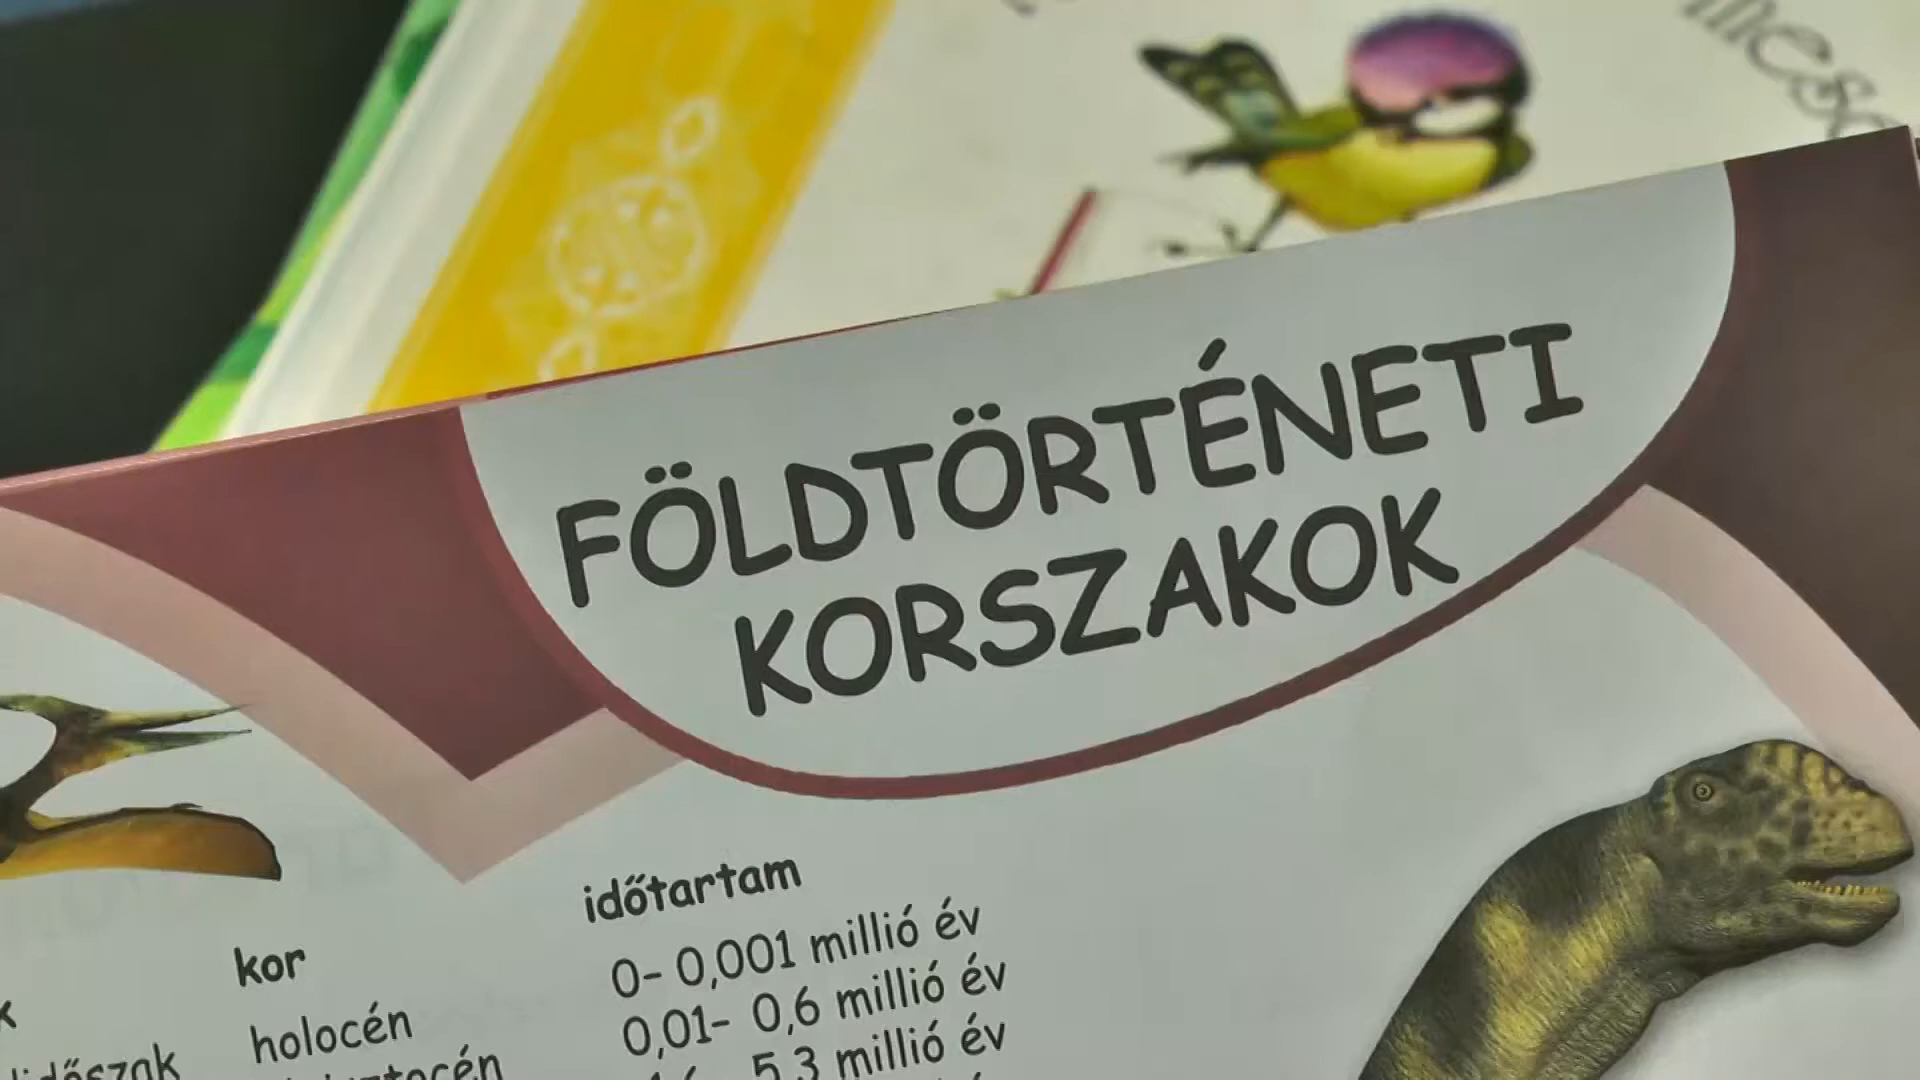 FÖLDTÖRTÉNETI
KORSZAKOK
időtartam
kor
0- 0,001 millió év
holocén
0,01- 0,6 millió év
5,3 millió év